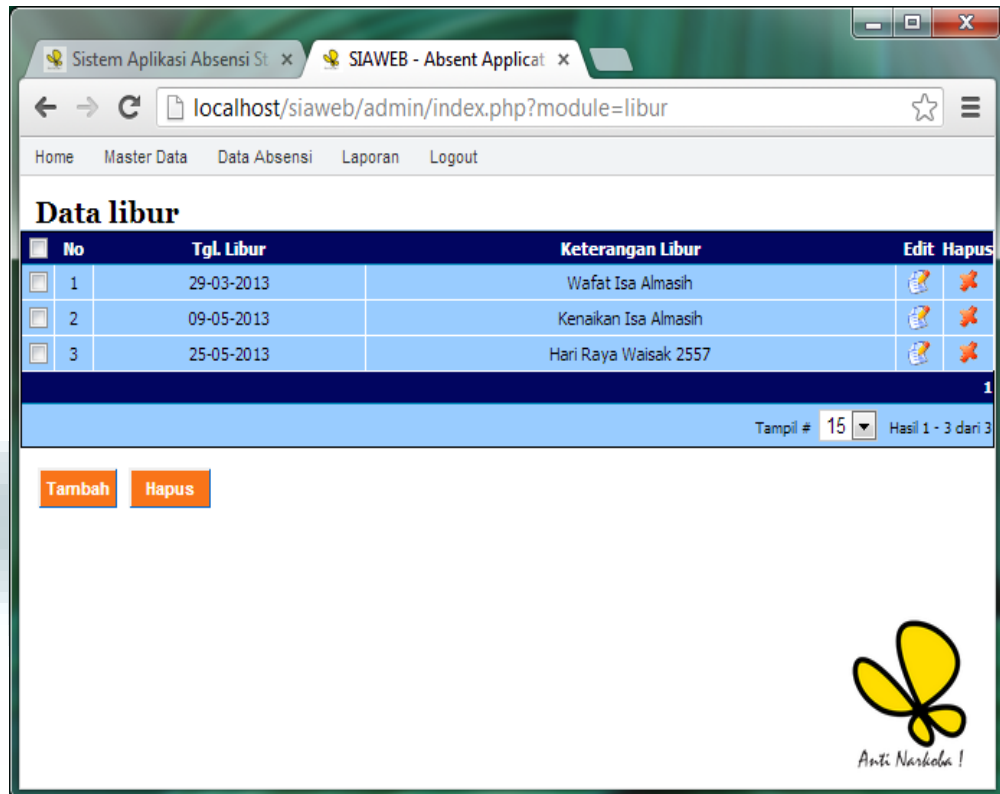 Sistem Aplikasi Absensi St
SIAWEB - Absent Applicat
localhost/siaweb/admin/index.php?module=libur
Home Master Data Data Absensi Laporan Logout
Data libur
No Tgl. Libur Keterangan Libur Edit Hapus
1 29-03-2013 Wafat Isa Almasih
2 09-05-2013 Kenaikan Isa Almasih
3 25-05-2013 Hari Raya Waisak 2557
1
Tampil # 15 Hasil 1 - 3 dari 3
Tambah Hapus
Anti Narkoba !